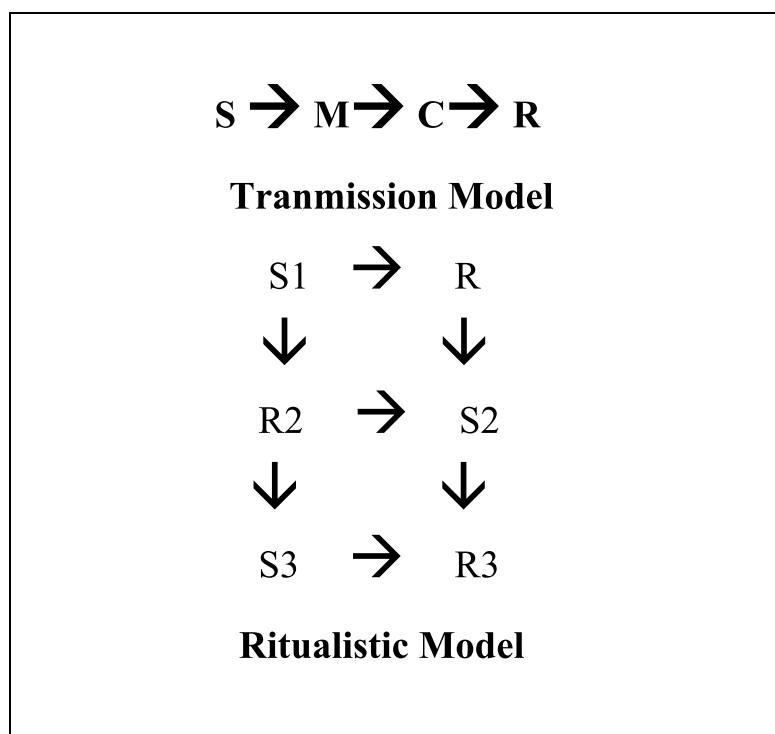 S → M → C → R
Tranmission Model
S1 → R
↓ ↓
R2 → S2
↓ ↓
S3 → R3
Ritualistic Model